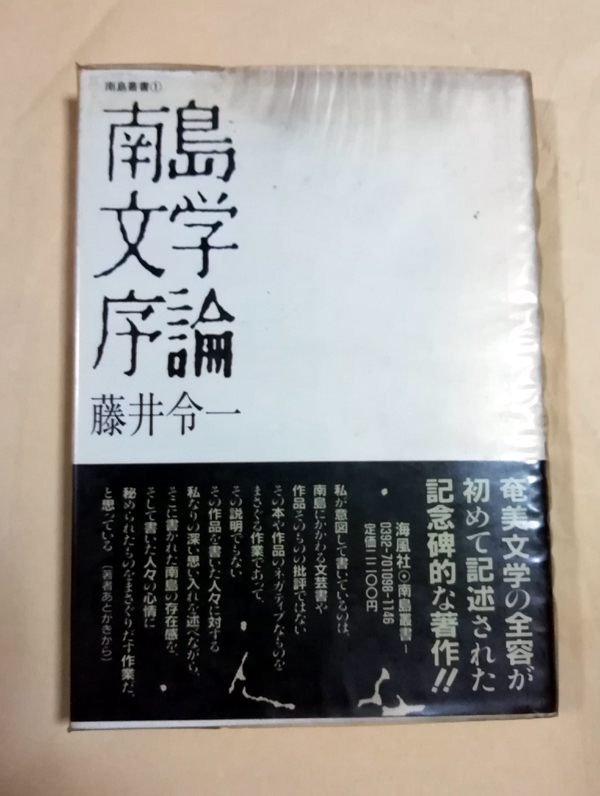 南島叢書①
南島
文学
序論
藤井令一
奄美文学の全容が
初めて記述された
記念碑的な著作!!
海風社◎南島叢書1
0392-701008-1146
定価二一〇〇円
私が意図して書いているのは、
南島にかかわる文芸書や
作品そのものの批評ではない
その本や作品のネガティブなものを
まさぐる作業であって、
その説明でもない
その作品を書いた人々に対する
私なりの深い思い入れを述べながら、
そこに書かれた南島の存在感を、
そして書いた人々の心情に
秘められたものをまさぐりだす作業だ、
と思っている
(著者あとがきから)